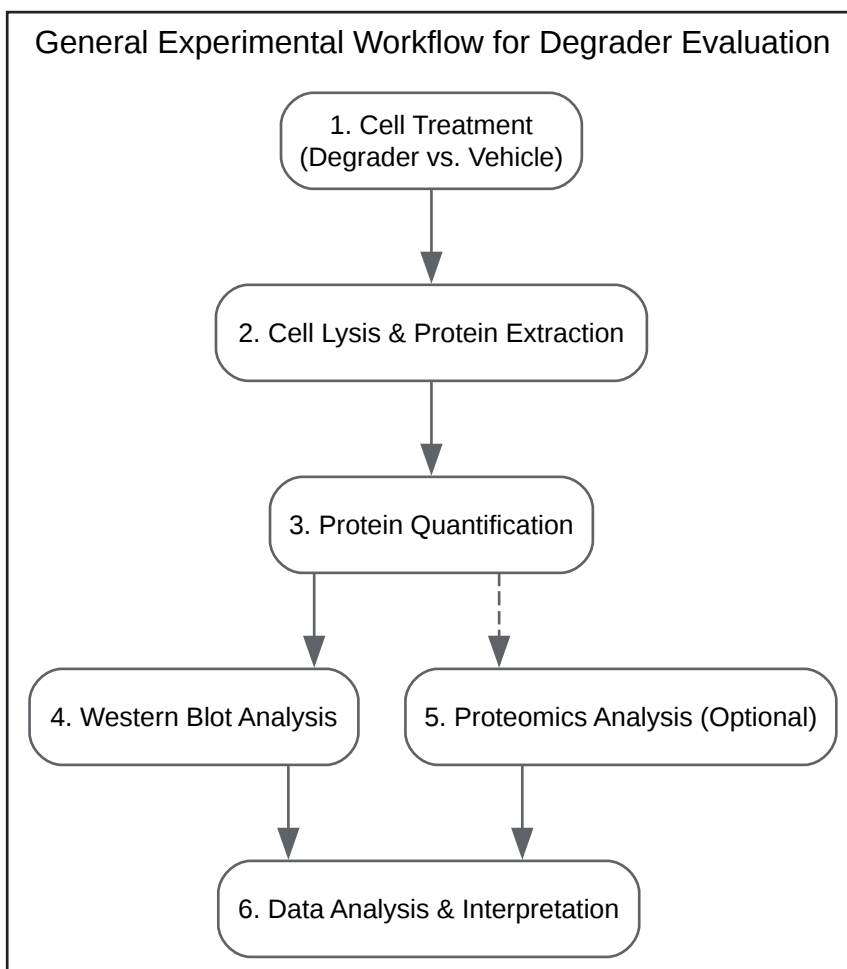 General Experimental Workflow for Degrader Evaluation
1. Cell Treatment
(Degrader vs. Vehicle)
2. Cell Lysis & Protein Extraction
3. Protein Quantification
4. Western Blot Analysis
5. Proteomics Analysis (Optional)
6. Data Analysis & Interpretation